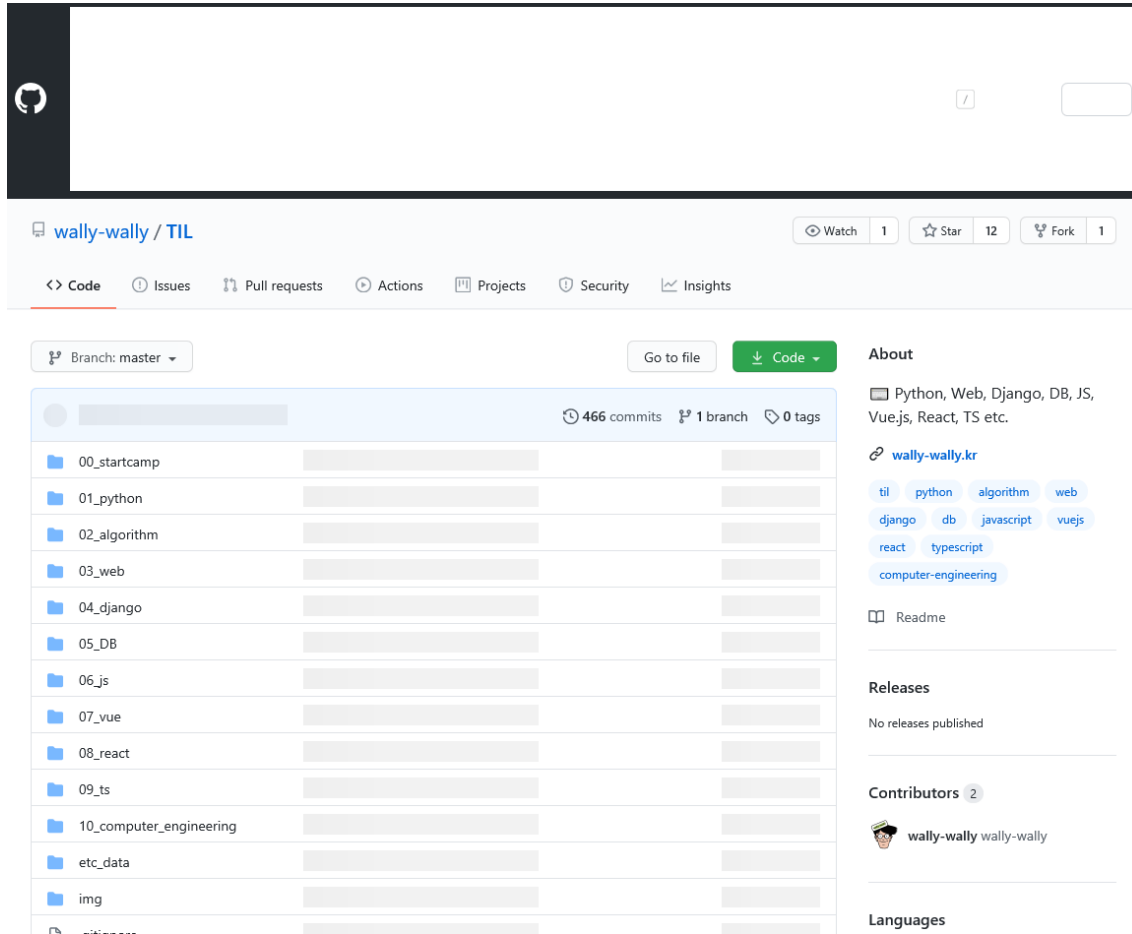 /
wally-wally / TIL
Watch 1 Star 12 Fork 1
Code Issues Pull requests Actions Projects Security Insights
Branch: master Go to file Code
466 commits 1 branch 0 tags
00_startcamp
01_python
02_algorithm
03_web
04_django
05_DB
06_js
07_vue
08_react
09_ts
10_computer_engineering
etc_data
img
.gitignore
About
Python, Web, Django, DB, JS,
Vue.js, React, TS etc.
wally-wally.kr
til python algorithm web
django db javascript vuejs
react typescript
computer-engineering
Readme
Releases
No releases published
Contributors 2
wally-wally wally-wally
Languages